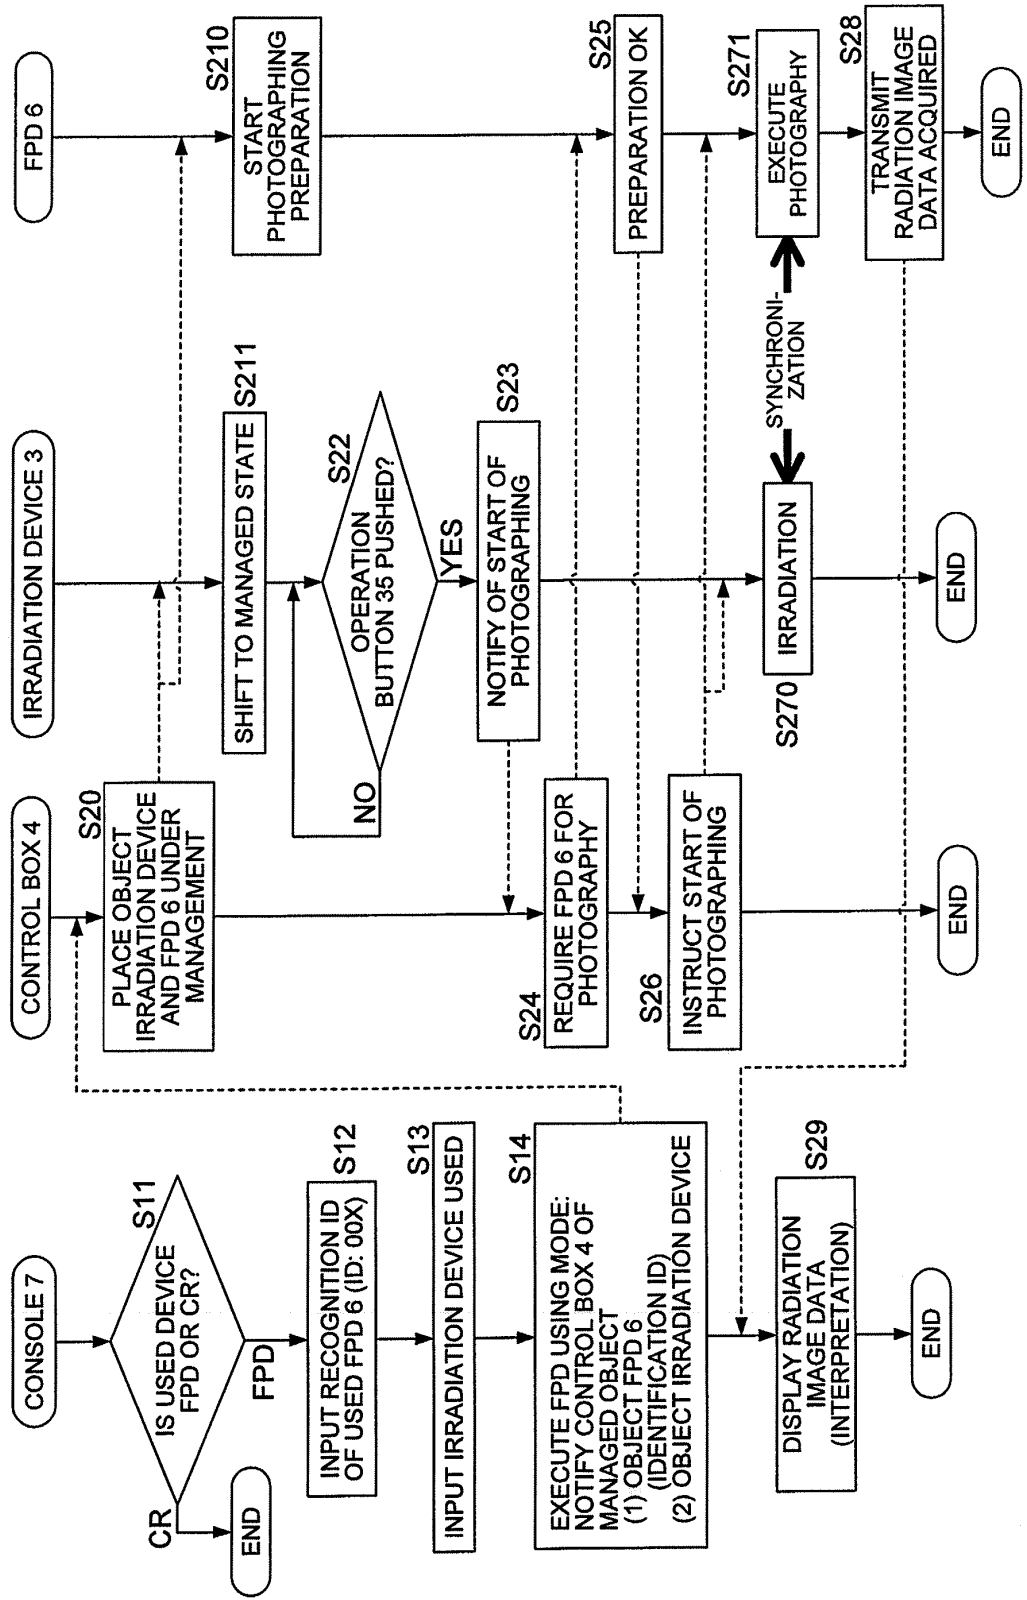 CONSOLE 7
S11
IS USED DEVICE
FPD OR CR?
CR
END
FPD
S12
INPUT RECOGNITION ID
OF USED FPD 6 (ID: 00X)
S13
INPUT IRRADIATION DEVICE USED
S14
EXECUTE FPD USING MODE:
NOTIFY CONTROL BOX 4 OF
MANAGED OBJECT
(1) OBJECT FPD 6
(IDENTIFICATION ID)
(2) OBJECT IRRADIATION DEVICE
S29
DISPLAY RADIATION
IMAGE DATA
(INTERPRETATION)
END
CONTROL BOX 4
S20
PLACE OBJECT
IRRADIATION DEVICE
AND FPD 6 UNDER
MANAGEMENT
S24
REQUIRE FPD 6 FOR
PHOTOGRAPHY
S26
INSTRUCT START OF
PHOTOGRAPHING
END
IRRADIATION DEVICE 3
S211
SHIFT TO MANAGED STATE
S22
OPERATION
BUTTON 35 PUSHED?
NO
YES
S23
NOTIFY OF START OF
PHOTOGRAPHING
S270
IRRADIATION
END
SYNCHRONI-
ZATION
FPD 6
S210
START
PHOTOGRAPHING
PREPARATION
S25
PREPARATION OK
S271
EXECUTE
PHOTOGRAPHY
S28
TRANSMIT
RADIATION IMAGE
DATA ACQUIRED
END